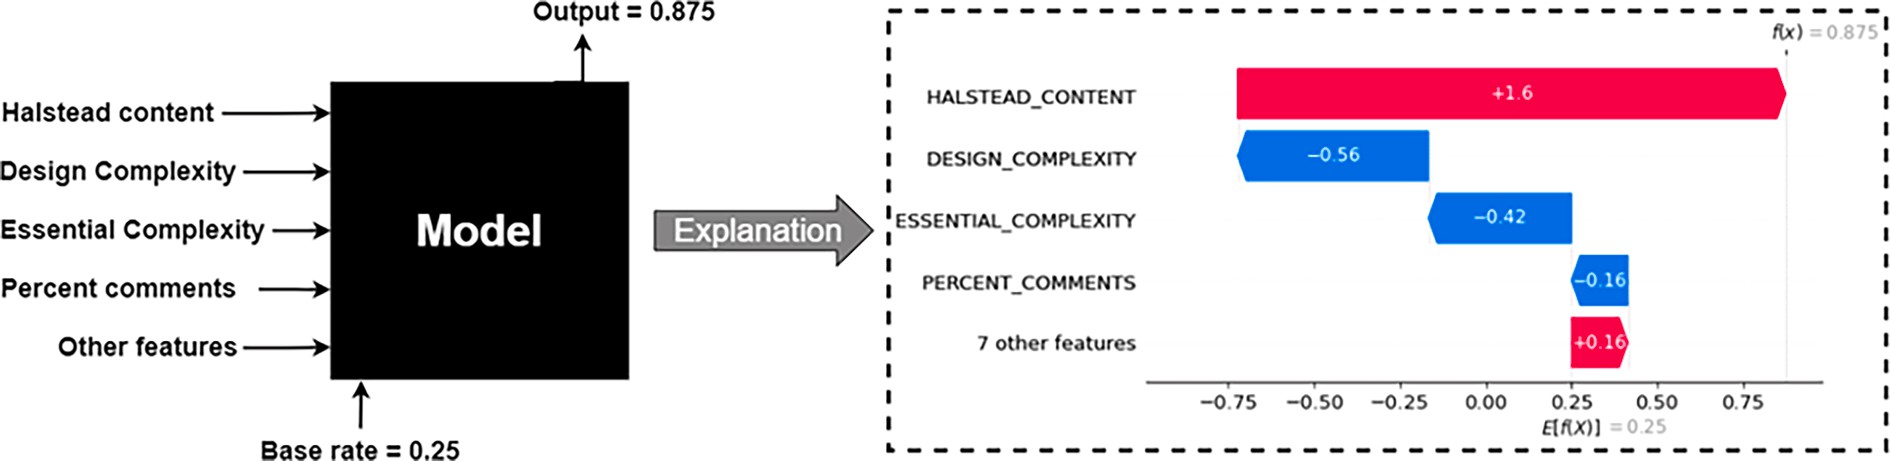 Output = 0.875
Halstead content
Design Complexity
Essential Complexity
Percent comments
Other features
Model
Base rate = 0.25
Explanation
f(x) = 0.875
HALSTEAD_CONTENT
+1.6
DESIGN_COMPLEXITY
−0.56
ESSENTIAL_COMPLEXITY
−0.42
PERCENT_COMMENTS
−0.16
7 other features
+0.16
−0.75 −0.50 −0.25 0.00 0.25 0.50 0.75
E[f(X)] = 0.25